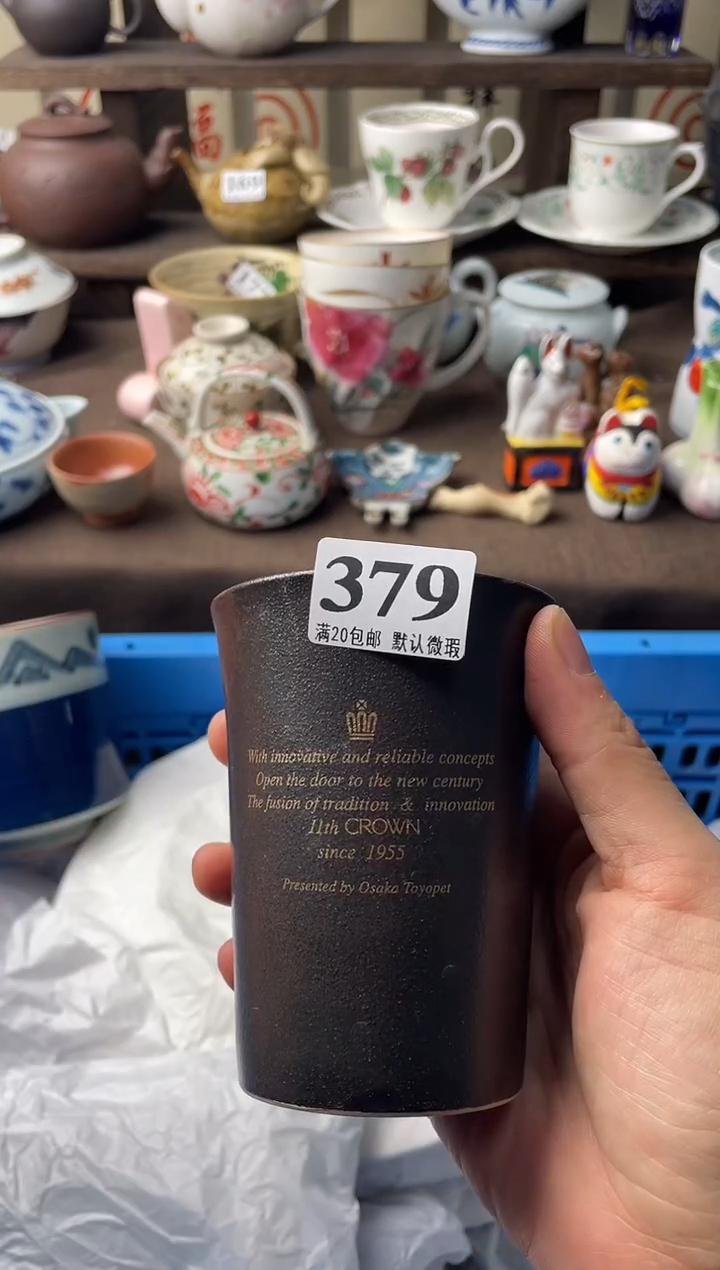 福
379
满20包邮 默认微瑕
With innovative and reliable concepts
Open the door to the new century
The fusion of tradition & innovation
11th CROWN
since 1955
Presented by Osaka Toyopet